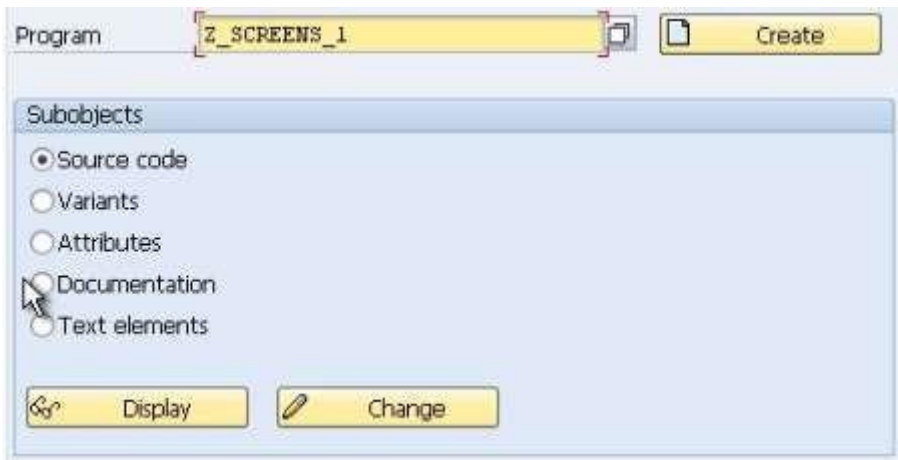 Program Z_SCREENS_1 Create
Subobjects
Source code
Variants
Attributes
Documentation
Text elements
Display Change